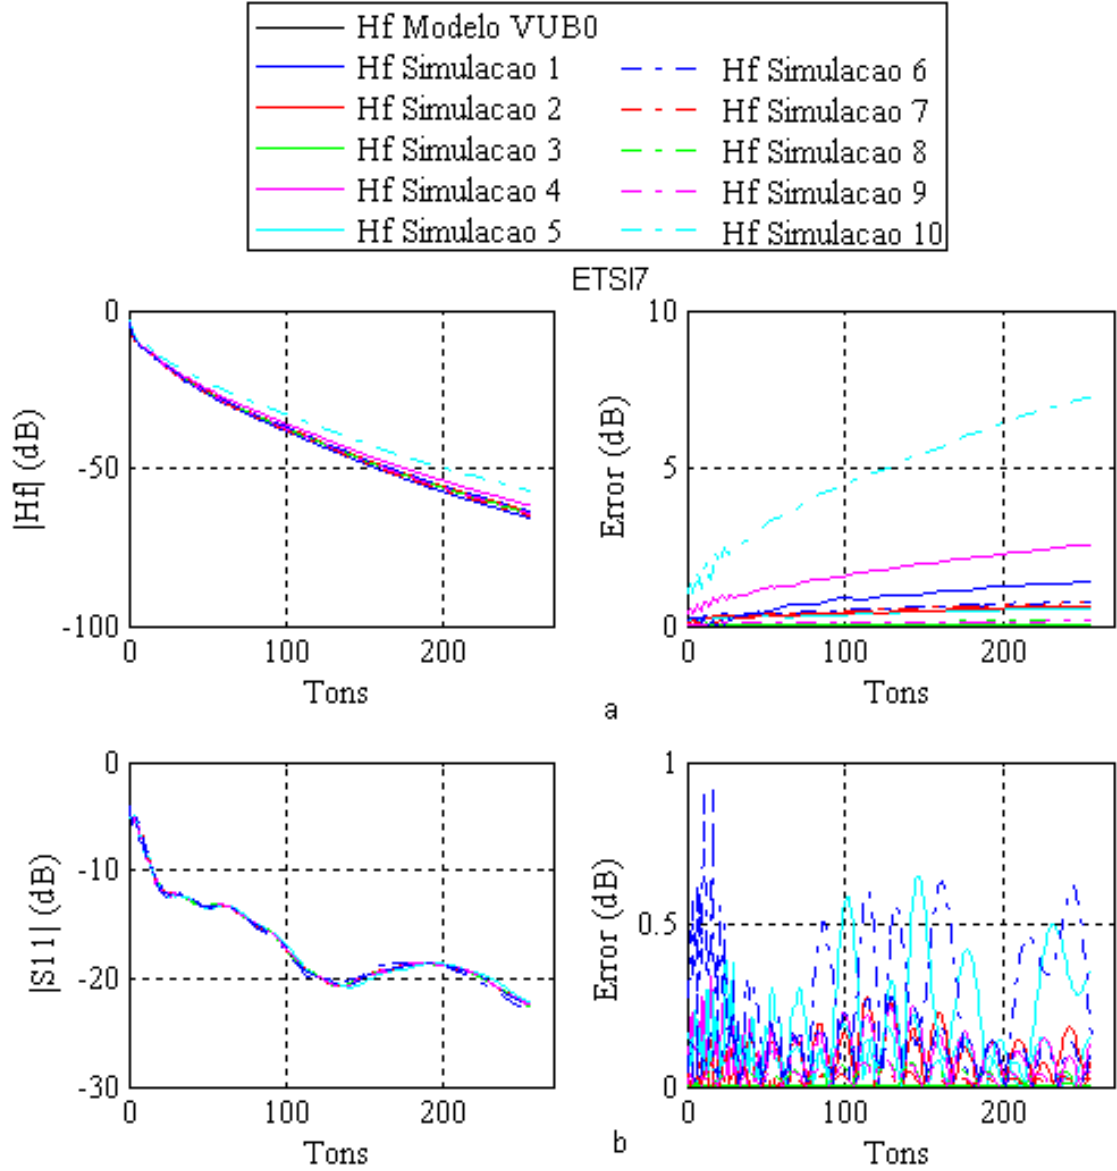 Hf Modelo VUB0
Hf Simulacao 1
Hf Simulacao 2
Hf Simulacao 3
Hf Simulacao 4
Hf Simulacao 5
Hf Simulacao 6
Hf Simulacao 7
Hf Simulacao 8
Hf Simulacao 9
Hf Simulacao 10
ETSI7
|Hf| (dB)
0
-50
-100
0 100 200
Tons
Error (dB)
10
5
0
0 100 200
Tons
a
|S11| (dB)
0
-10
-20
-30
0 100 200
Tons
Error (dB)
1
0.5
0
0 100 200
Tons
b